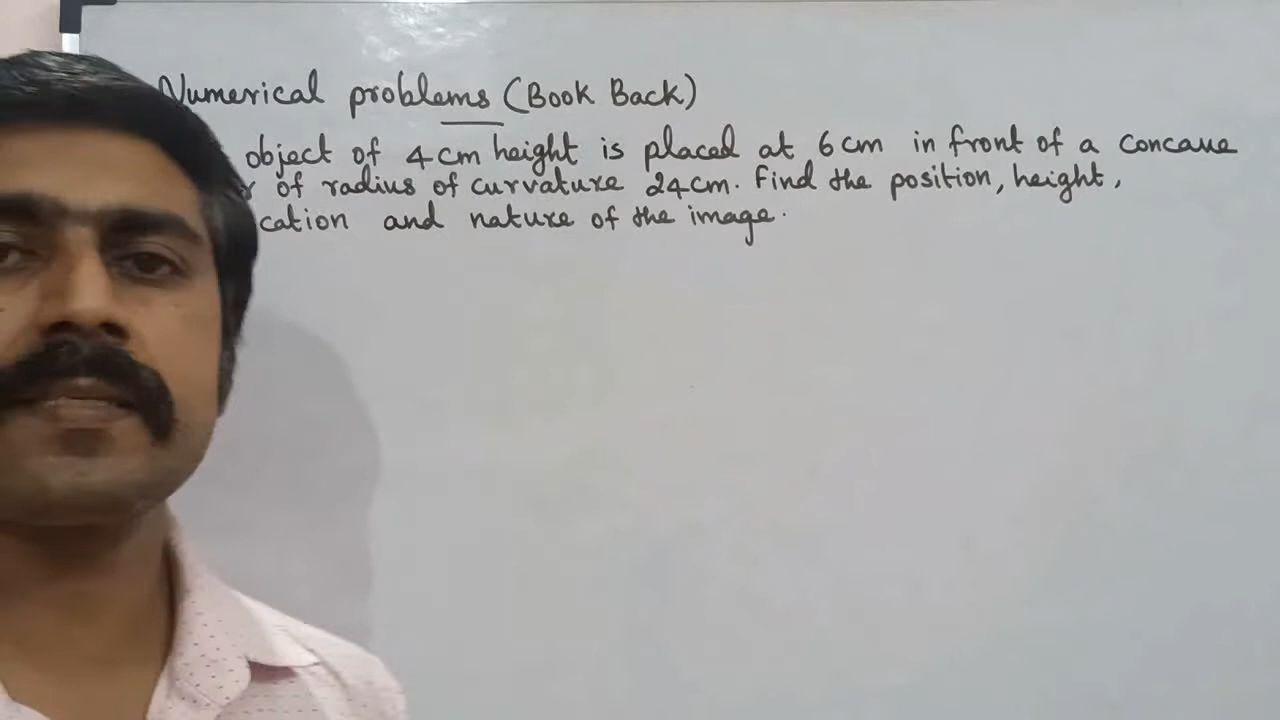 Numerical problems (Book Back)
object of 4cm height is placed at 6cm in front of a concave
of radius of curvature 24cm. Find the position, height,
cation and nature of the image.